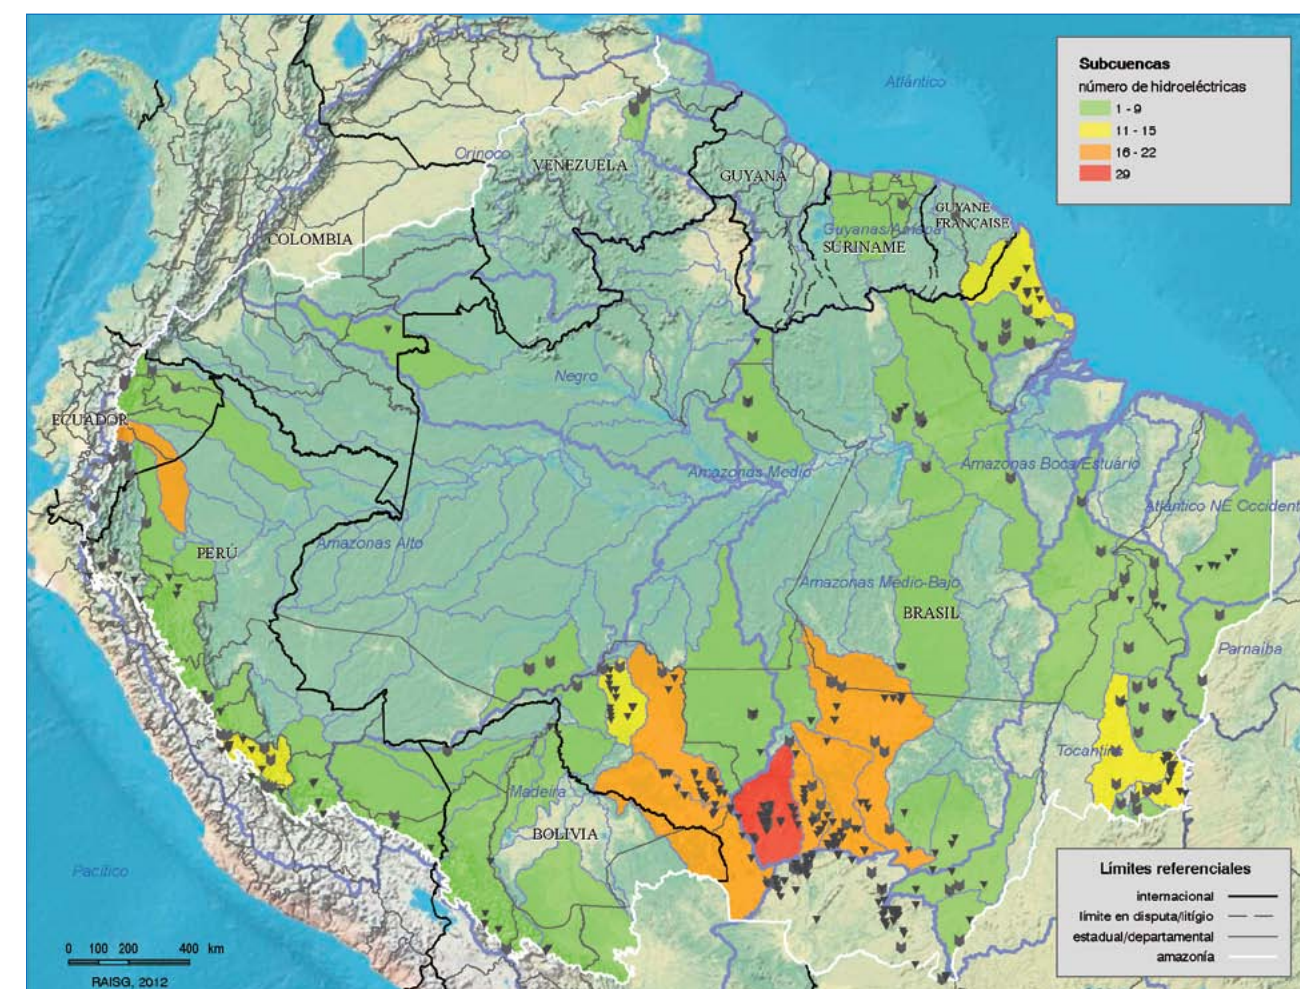 Subcuencas
número de hidroeléctricas
1 - 9
11 - 15
16 - 22
29
Atlántico
Orinoco
VENEZUELA
GUYANA
GUYANE
FRANÇAISE
COLOMBIA
SURINAME
Negro
ECUADOR
Amazonas Medio
Amazonas Boca/Estuário
Atlántico NE Occident
PERÚ
Amazonas Alto
Amazonas Medio-Bajo
BRASIL
Parnaíba
Tocantins
Madeira
BOLIVIA
Pacífico
Límites referenciales
internacional
límite en disputa/litígio
estadual/departamental
amazonía
0 100 200 400 km
RAISG, 2012